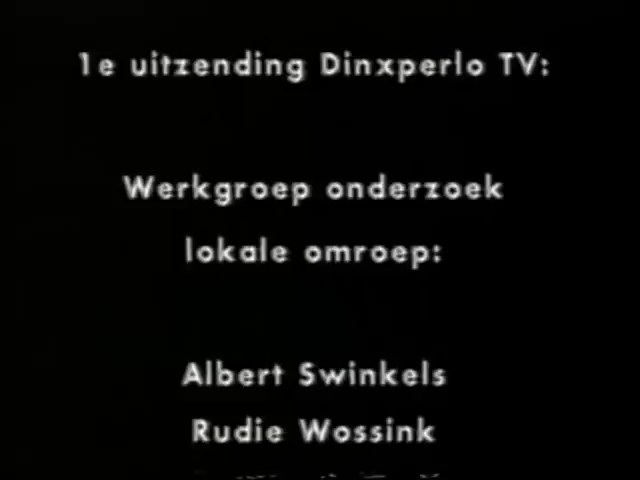 1e uitzending Dinxperlo TV:
Werkgroep onderzoek
lokale omroep:
Albert Swinkels
Rudie Wossink